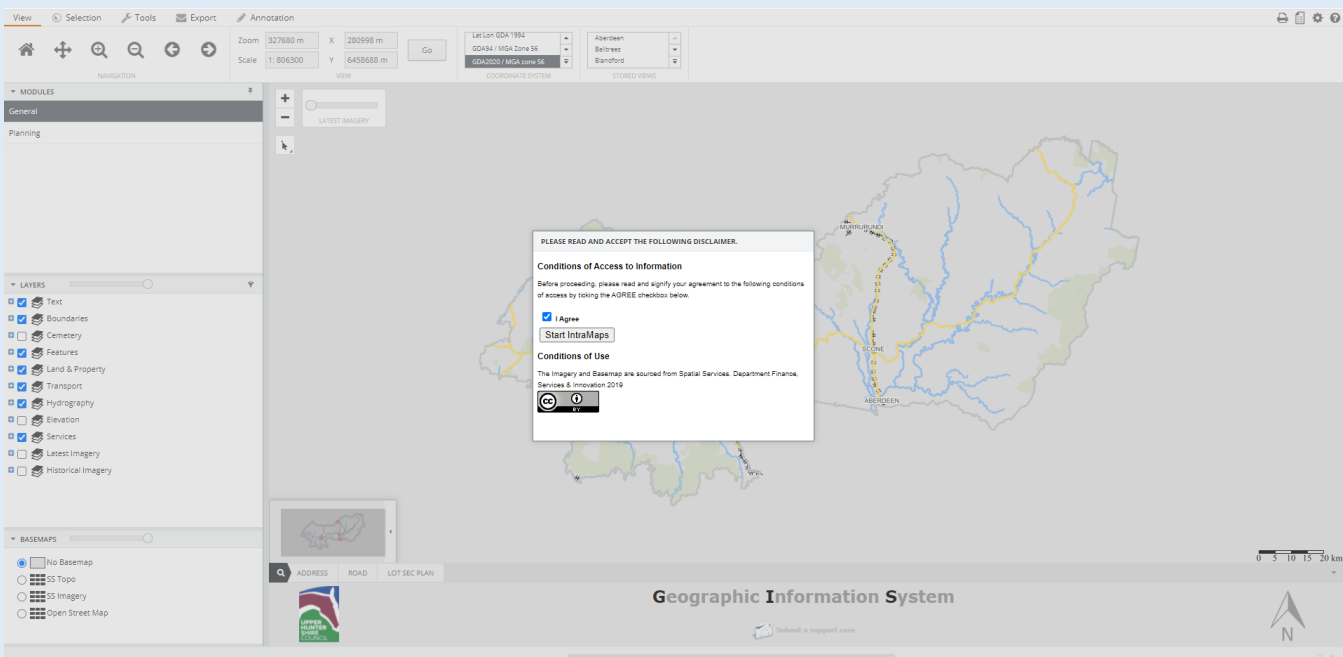 View Selection Tools Export Annotation
Zoom 327680 m X 280998 m Go
Scale 1: 806300 Y 6458688 m
NAVIGATION VIEW
Lat Lon GDA 1994
GDA94 / MGA Zone 56
GDA2020 / MGA zone 56
COORDINATE SYSTEM
Aberdeen
Belltrees
Blandford
STORED VIEWS
MODULES
General
Planning
LAYERS
Text
Boundaries
Cemetery
Features
Land & Property
Transport
Hydrography
Elevation
Services
Latest Imagery
Historical Imagery
BASEMAPS
No Basemap
SS Topo
SS Imagery
Open Street Map
LATEST IMAGERY
MURRURUNDI
SCONE
ABERDEEN
PLEASE READ AND ACCEPT THE FOLLOWING DISCLAIMER.
Conditions of Access to Information
Before proceeding, please read and signify your agreement to the following conditions
of access by ticking the AGREE checkbox below.
I Agree
Start IntraMaps
Conditions of Use
The Imagery and Basemap are sourced from Spatial Services. Department Finance,
Services & Innovation 2019
cc
BY
0 5 10 15 20 km
ADDRESS ROAD LOT SEC PLAN
UPPER
HUNTER
SHIRE
COUNCIL
Geographic Information System
Submit a support case
N